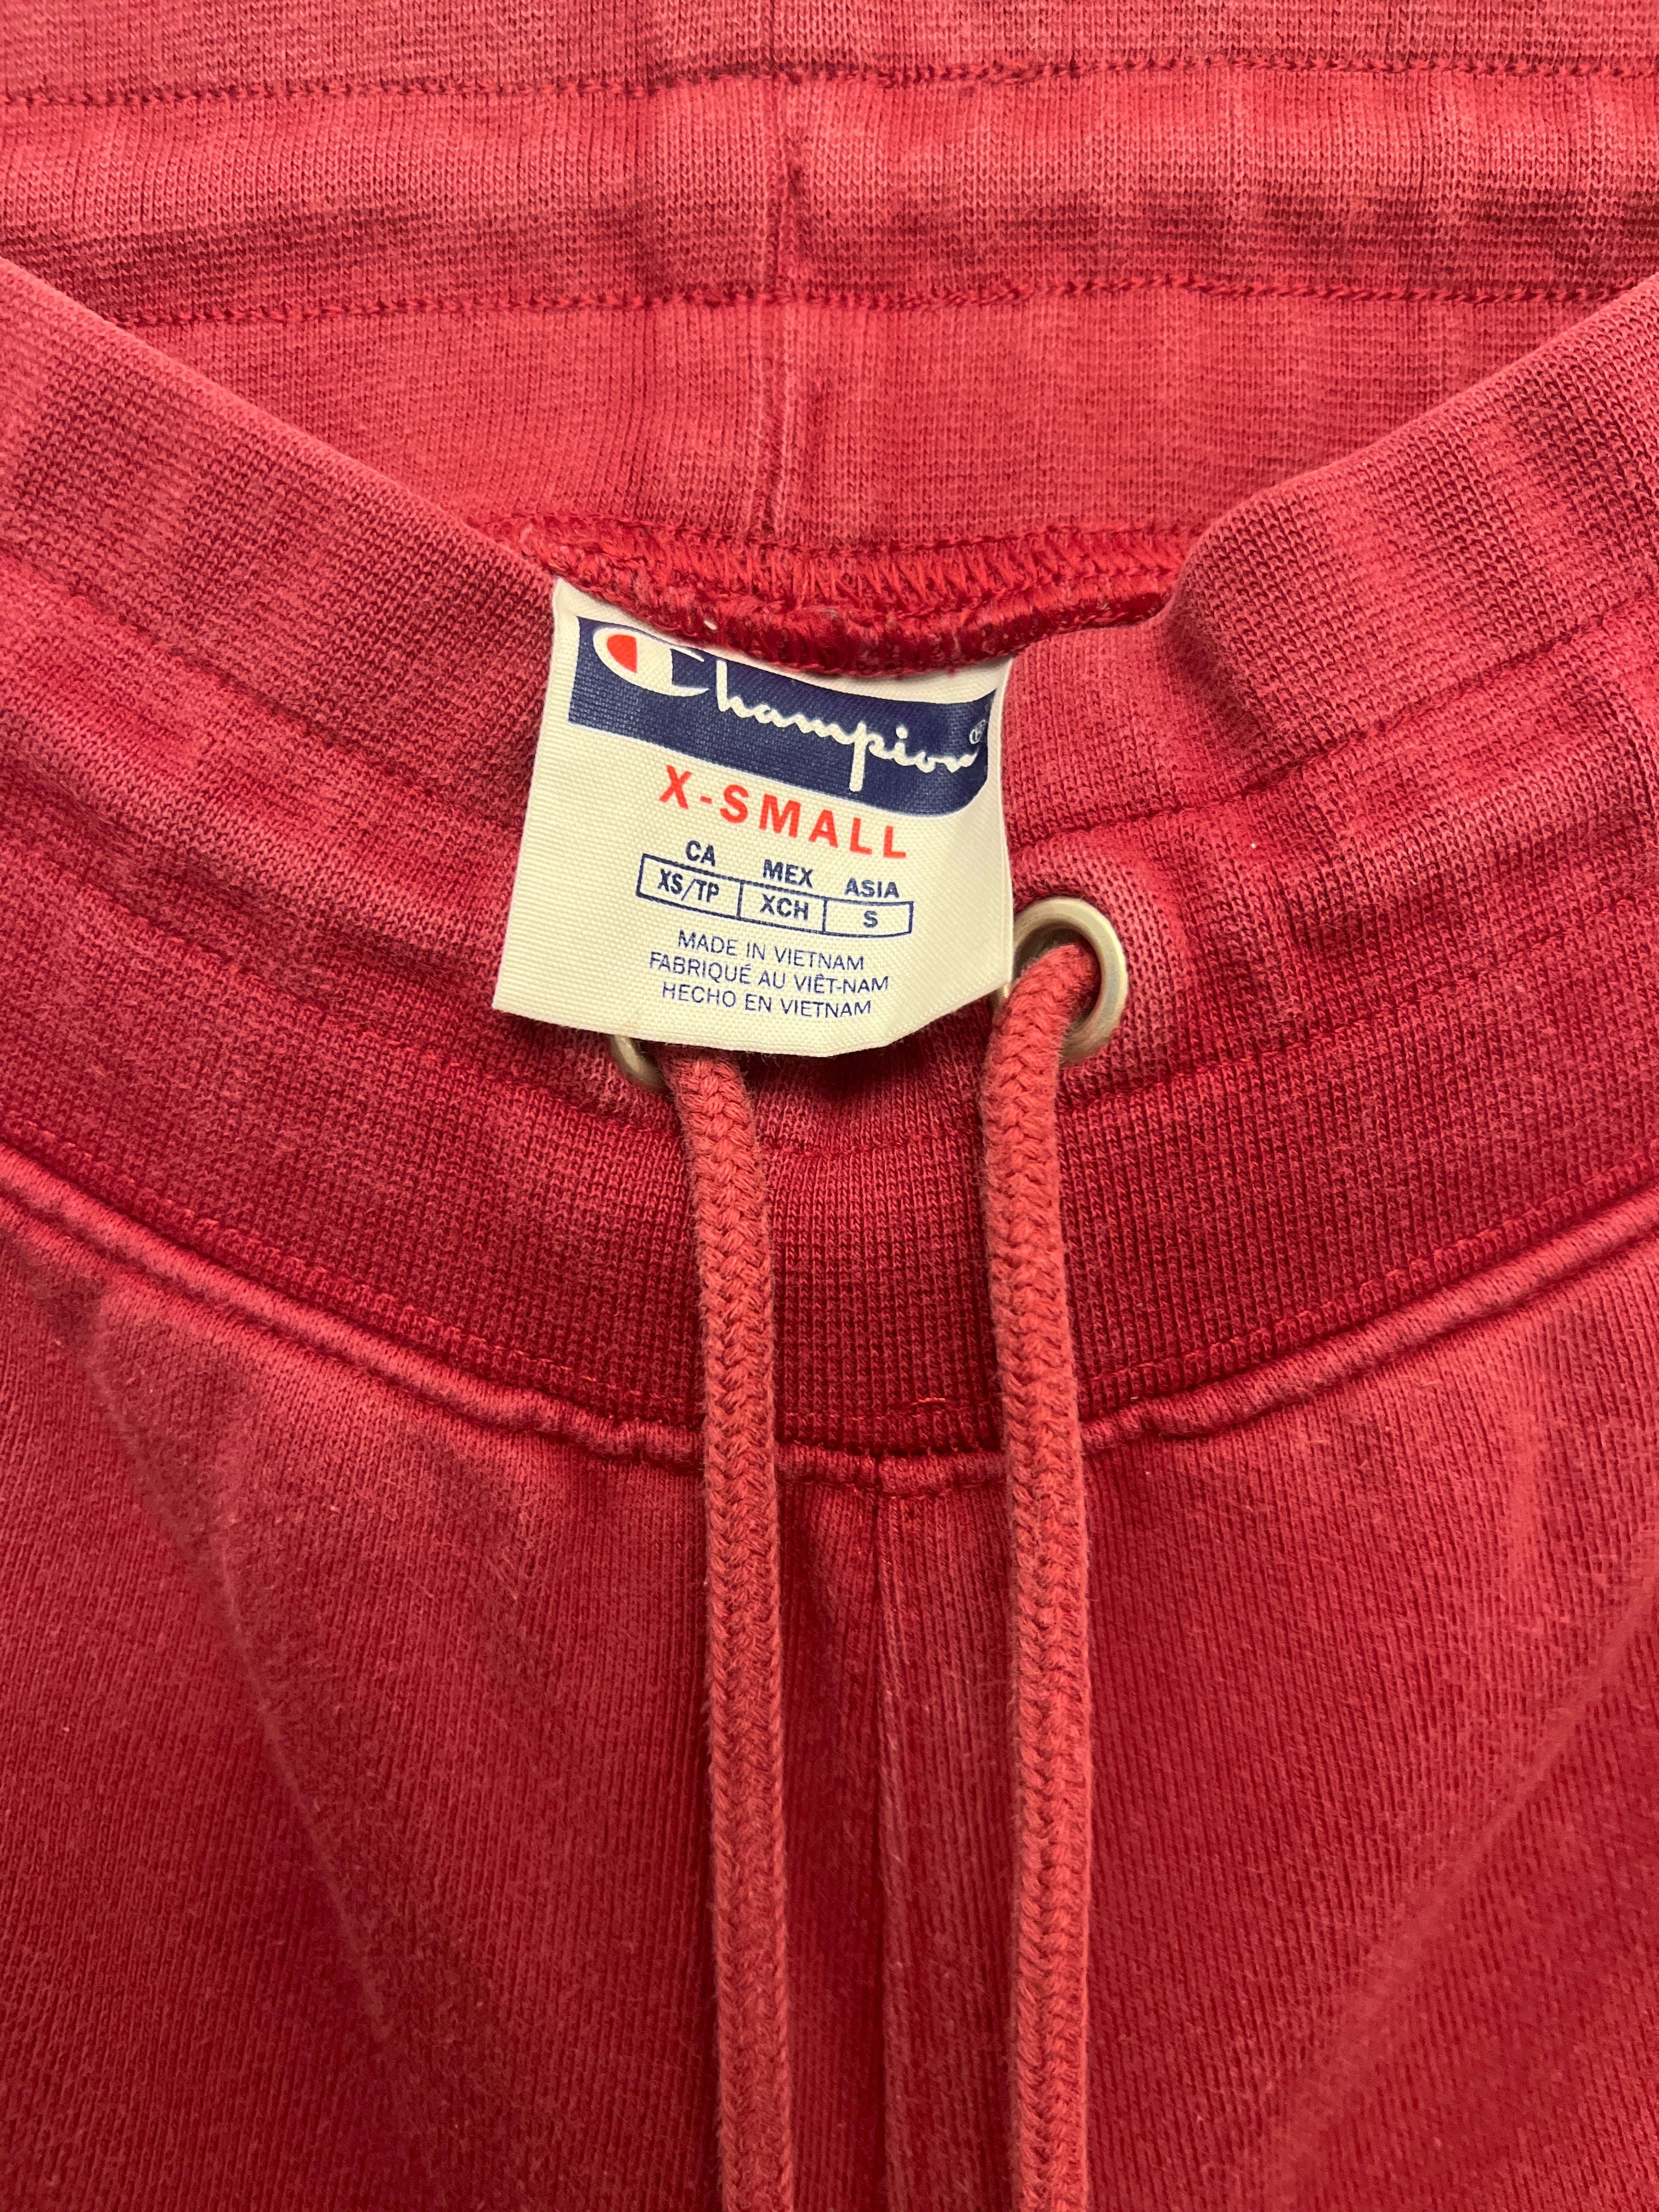 Champion®
X-SMALL
CA MEX ASIA
XS/TP XCH S
MADE IN VIETNAM
FABRIQUÉ AU VIÊT-NAM
HECHO EN VIETNAM